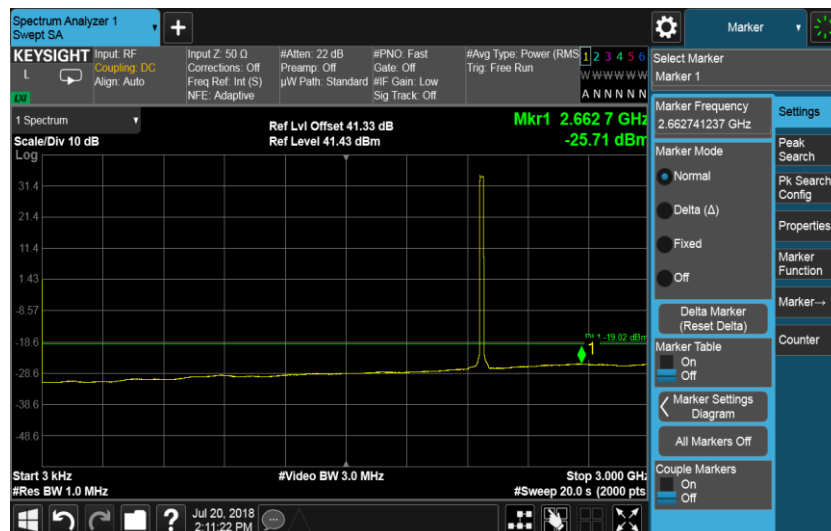 Spectrum Analyzer 1
Swept SA
+
Marker
KEYSIGHT
L
LXI
Input: RF
Coupling: DC
Align: Auto
Input Z: 50 Ω
Corrections: Off
Freq Ref: Int (S)
NFE: Adaptive
#Atten: 22 dB
Preamp: Off
µW Path: Standard
#PNO: Fast
Gate: Off
#IF Gain: Low
Sig Track: Off
#Avg Type: Power (RMS
Trig: Free Run
1 2 3 4 5 6
W W W W W W
A N N N N N
Select Marker
Marker 1
1 Spectrum
Scale/Div 10 dB
Log
Ref Lvl Offset 41.33 dB
Ref Level 41.43 dBm
Mkr1 2.662 7 GHz
-25.71 dBm
31.4
21.4
11.4
1.43
-8.57
-18.6
-28.6
-38.6
-48.6
DL1 -19.02 dBm
1
Start 3 kHz
#Res BW 1.0 MHz
#Video BW 3.0 MHz
Stop 3.000 GHz
#Sweep 20.0 s (2000 pts
Marker Frequency
2.662741237 GHz
Marker Mode
Normal
Delta (Δ)
Fixed
Off
Delta Marker
(Reset Delta)
Marker Table
On
Off
Marker Settings
Diagram
All Markers Off
Couple Markers
On
Off
Settings
Peak
Search
Pk Search
Config
Properties
Marker
Function
Marker→
Counter
?
Jul 20, 2018
2:11:22 PM